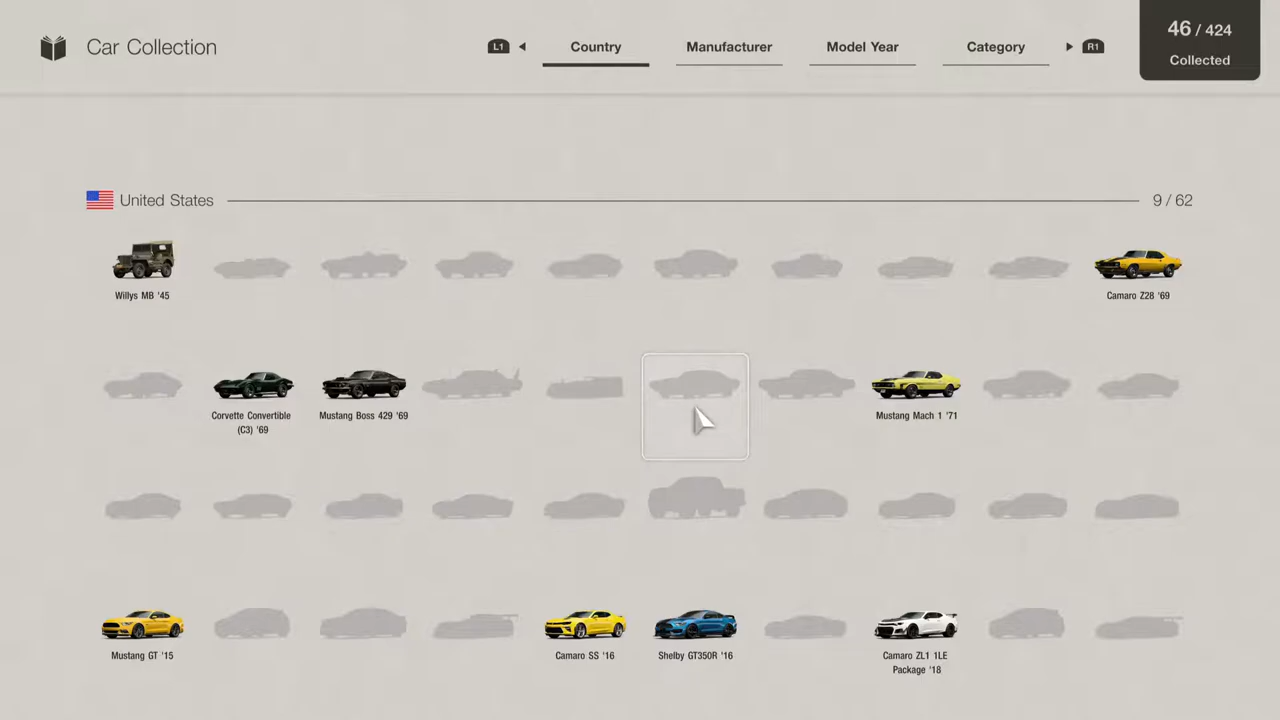 Car Collection
L1
Country
Manufacturer
Model Year
Category
R1
46 / 424
Collected
United States
9 / 62
Willys MB '45
Camaro Z28 '69
Corvette Convertible
(C3) '69
Mustang Boss 429 '69
Mustang Mach 1 '71
Mustang GT '15
Camaro SS '16
Shelby GT350R '16
Camaro ZL1 1LE
Package '18